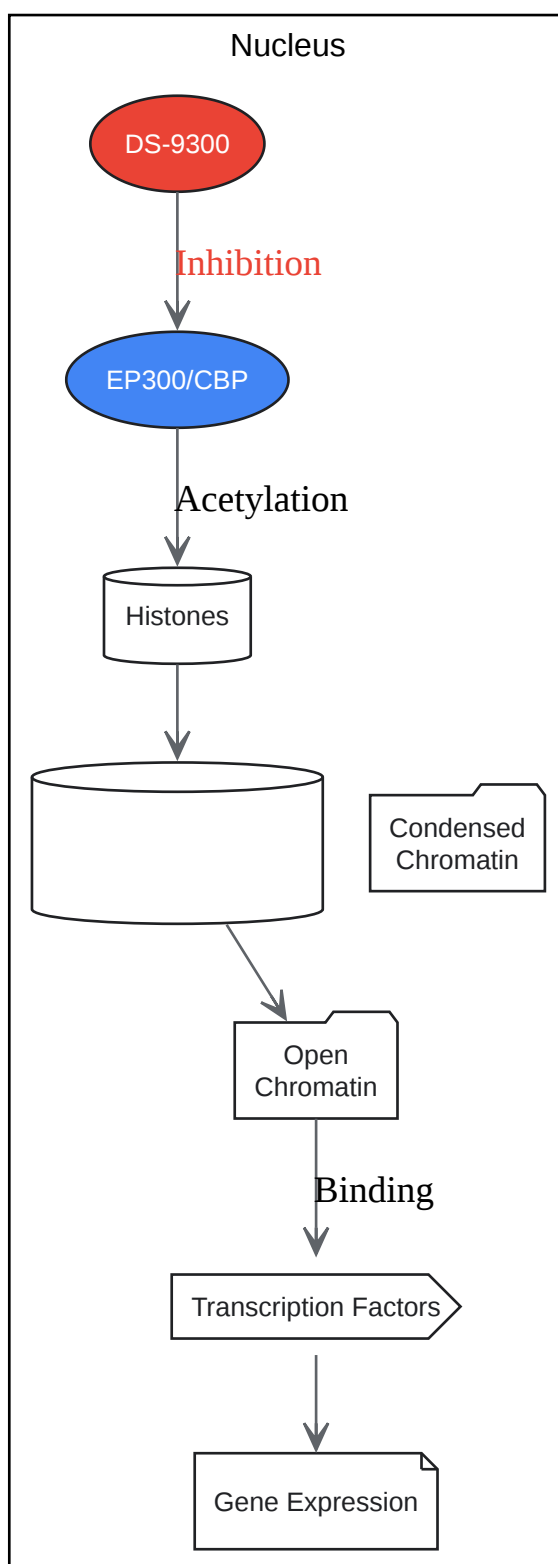 Nucleus
DS-9300
Inhibition
EP300/CBP
Acetylation
Histones
Condensed
Chromatin
Open
Chromatin
Binding
Transcription Factors
Gene Expression